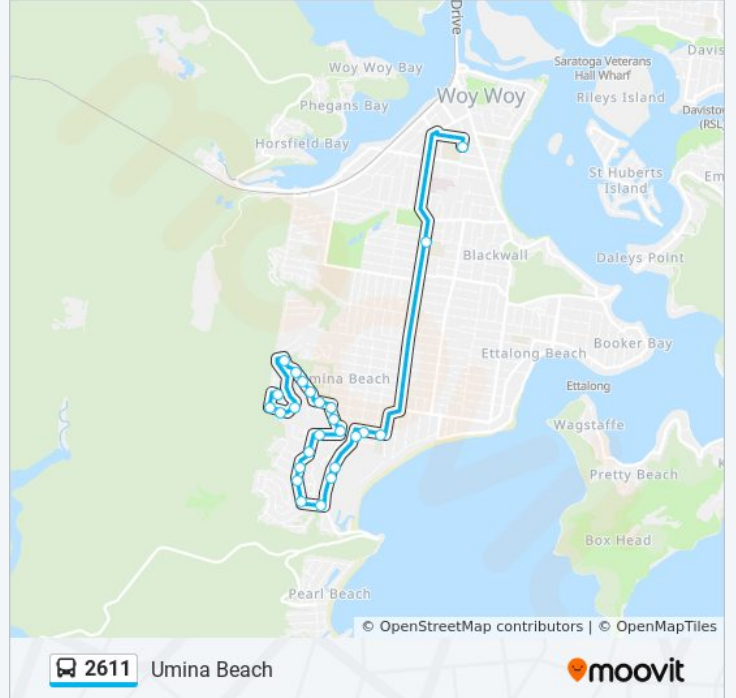 Drive
Davis
Saratoga Veterans
Hall Wharf
Woy Woy Bay
Woy Woy
Rileys Island
Phegans Bay
Davisto
(RSL
Horsfield Bay
St Huberts
Island
Em
Blackwall
Daleys Point
Booker Bay
Ettalong Beach
mina Beach
Ettalong
Wagstaffe
K
Pretty Beach
Box Head
Pearl Beach
© OpenStreetMap contributors | © OpenMapTiles
2611 Umina Beach
moovit